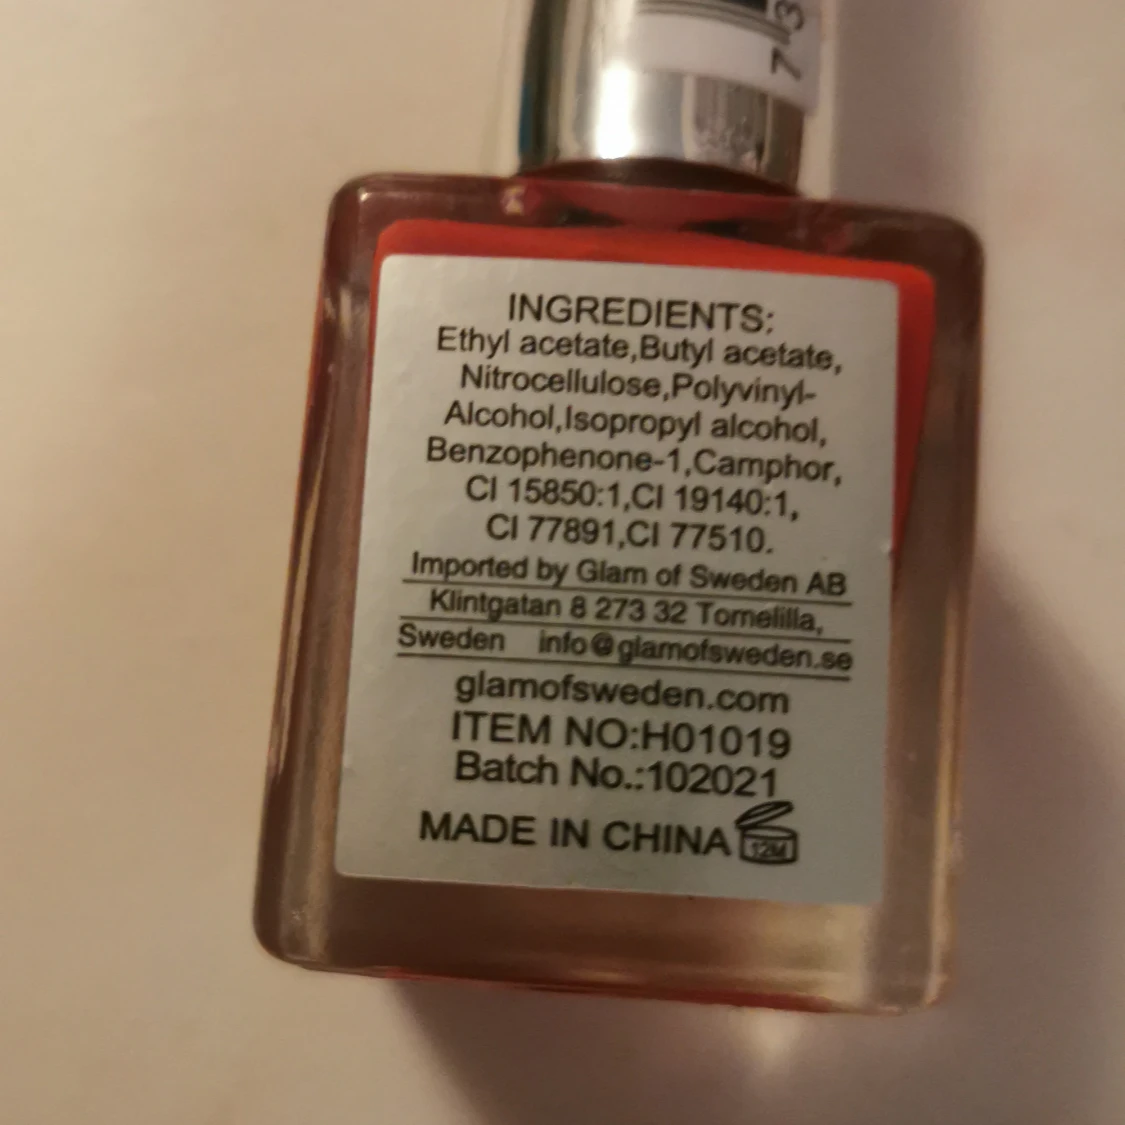 7 3
INGREDIENTS:
Ethyl acetate,Butyl acetate,
Nitrocellulose,Polyvinyl-
Alcohol,Isopropyl alcohol,
Benzophenone-1,Camphor,
CI 15850:1,CI 19140:1,
CI 77891,CI 77510.
Imported by Glam of Sweden AB
Klintgatan 8 273 32 Tomelilla,
Sweden info@glamofsweden.se
glamofsweden.com
ITEM NO:H01019
Batch No.:102021
MADE IN CHINA 12M